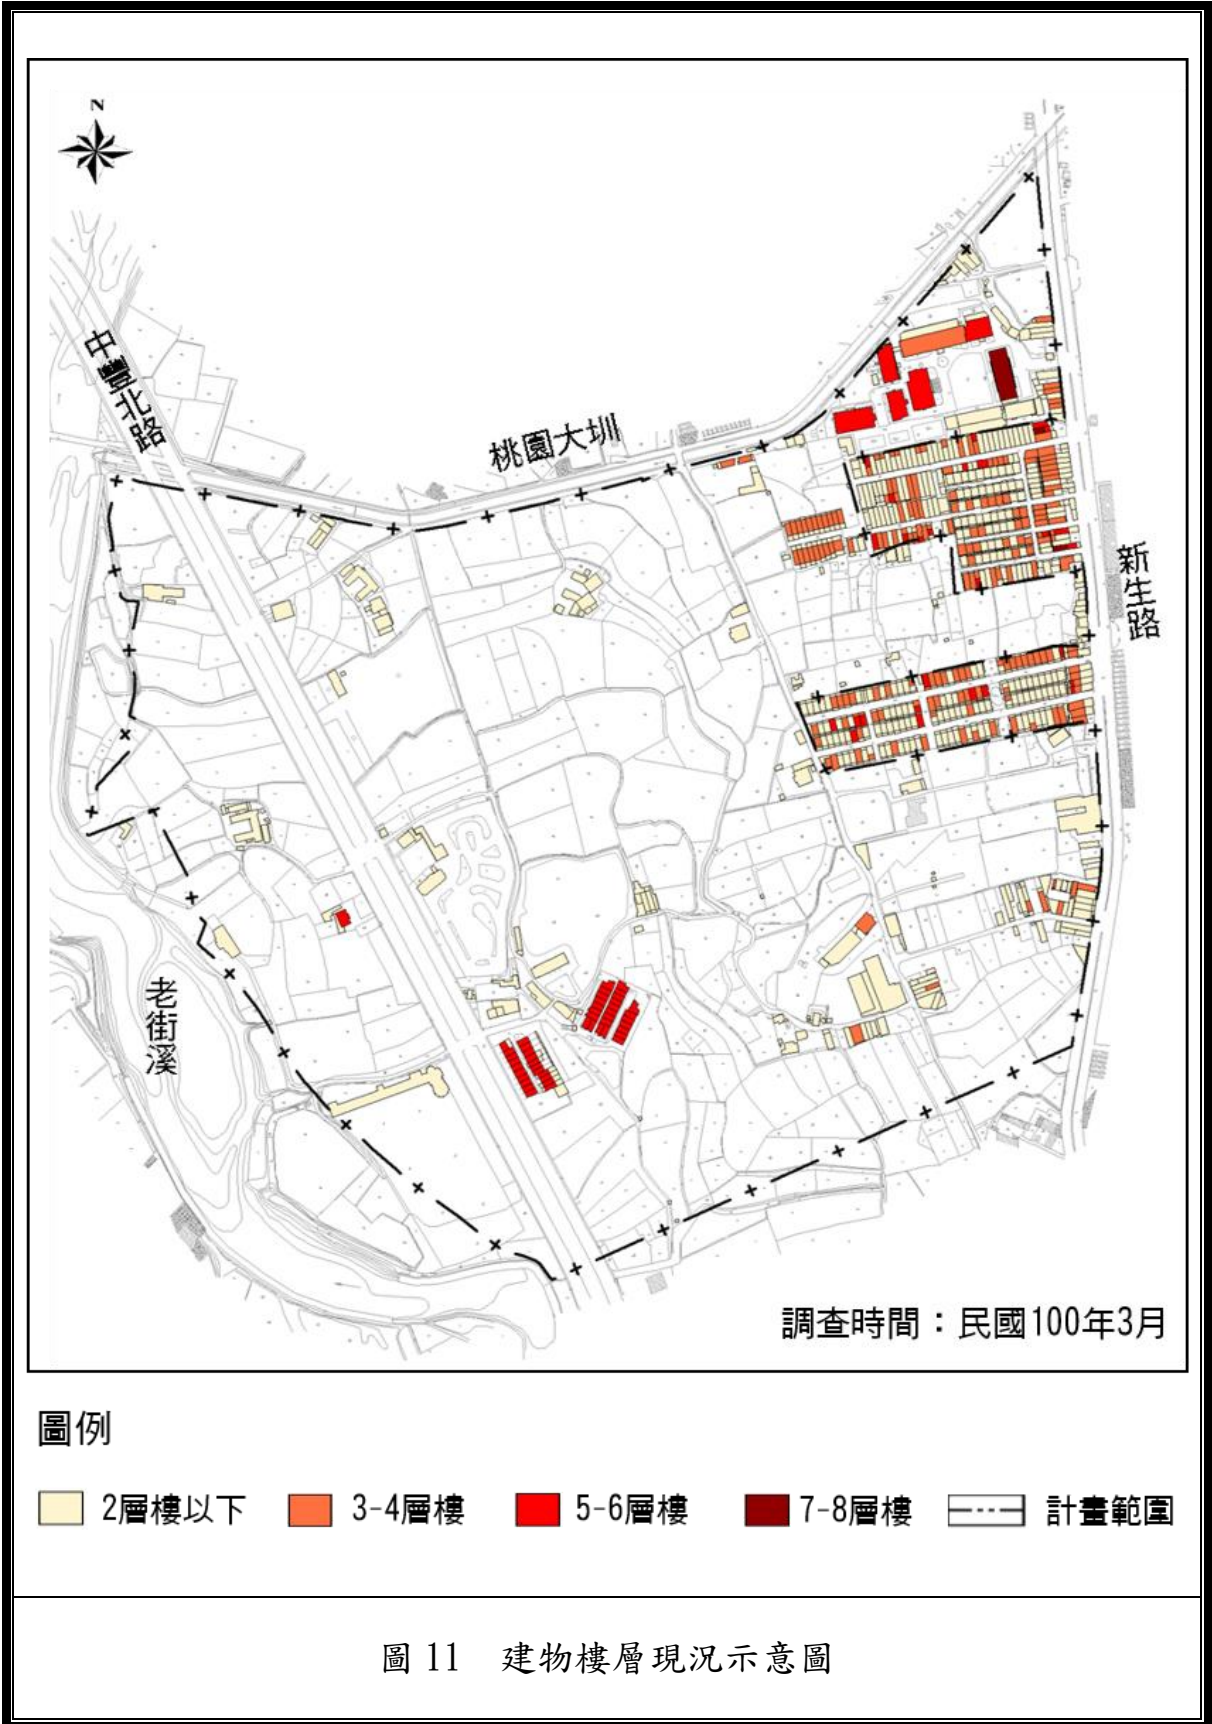 N
中豐北路
桃園大圳
新生路
老街溪
調查時間：民國100年3月
圖例
2層樓以下 3-4層樓 5-6層樓 7-8層樓 計畫範圍
圖 11 建物樓層現況示意圖